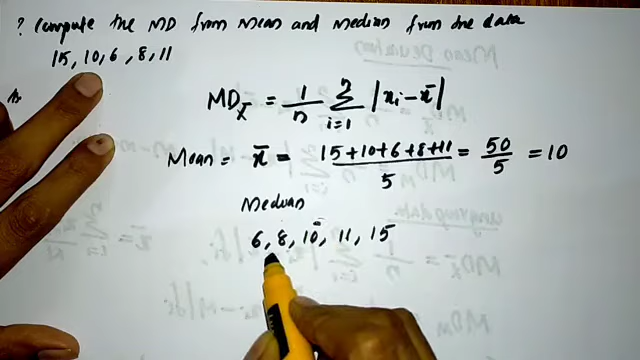 ? Compute the MD from Mean and Median from the data
15, 10, 6, 8, 11
MD_x̄ = 1/n Σ_{i=1}^{n} |xᵢ - x̄|
Mean = x̄ = (15+10+6+8+11)/5 = 50/5 = 10
Median
6, 8, 10, 11, 15